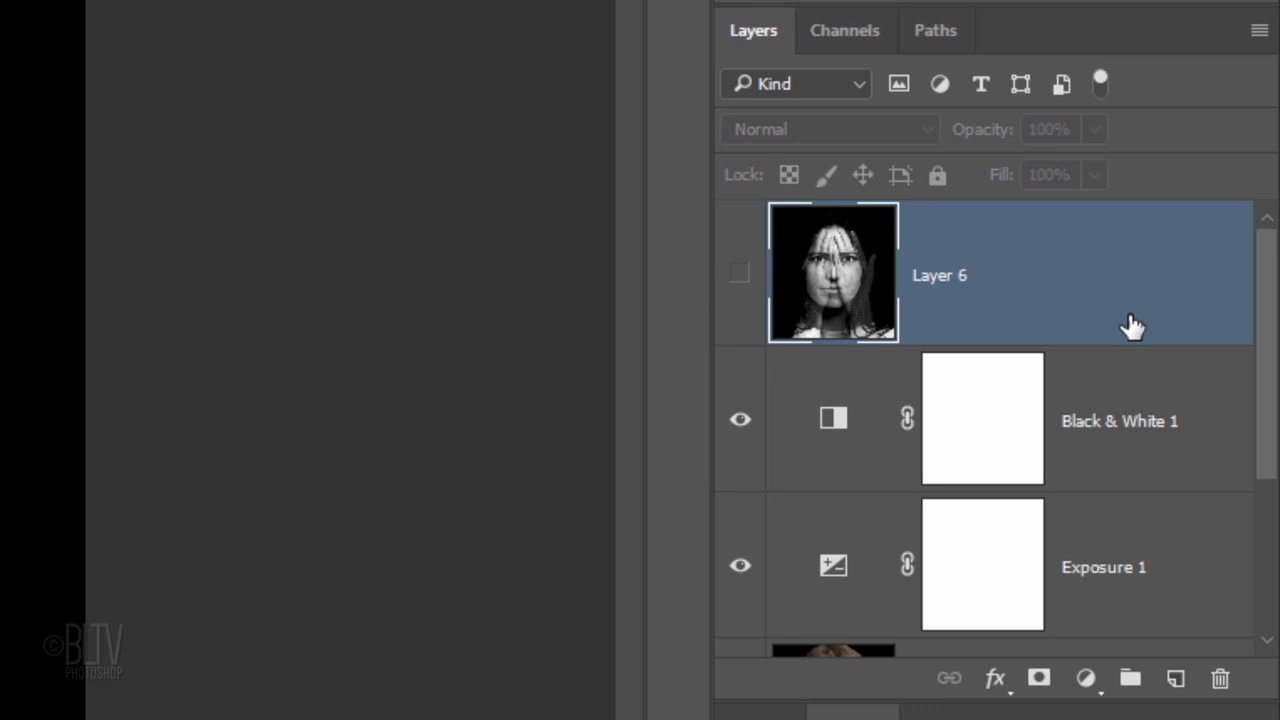 Layers Channels Paths
Kind
Normal Opacity: 100%
Lock: Fill: 100%
Layer 6
Black & White 1
Exposure 1
fx
©BLTV
PHOTOSHOP